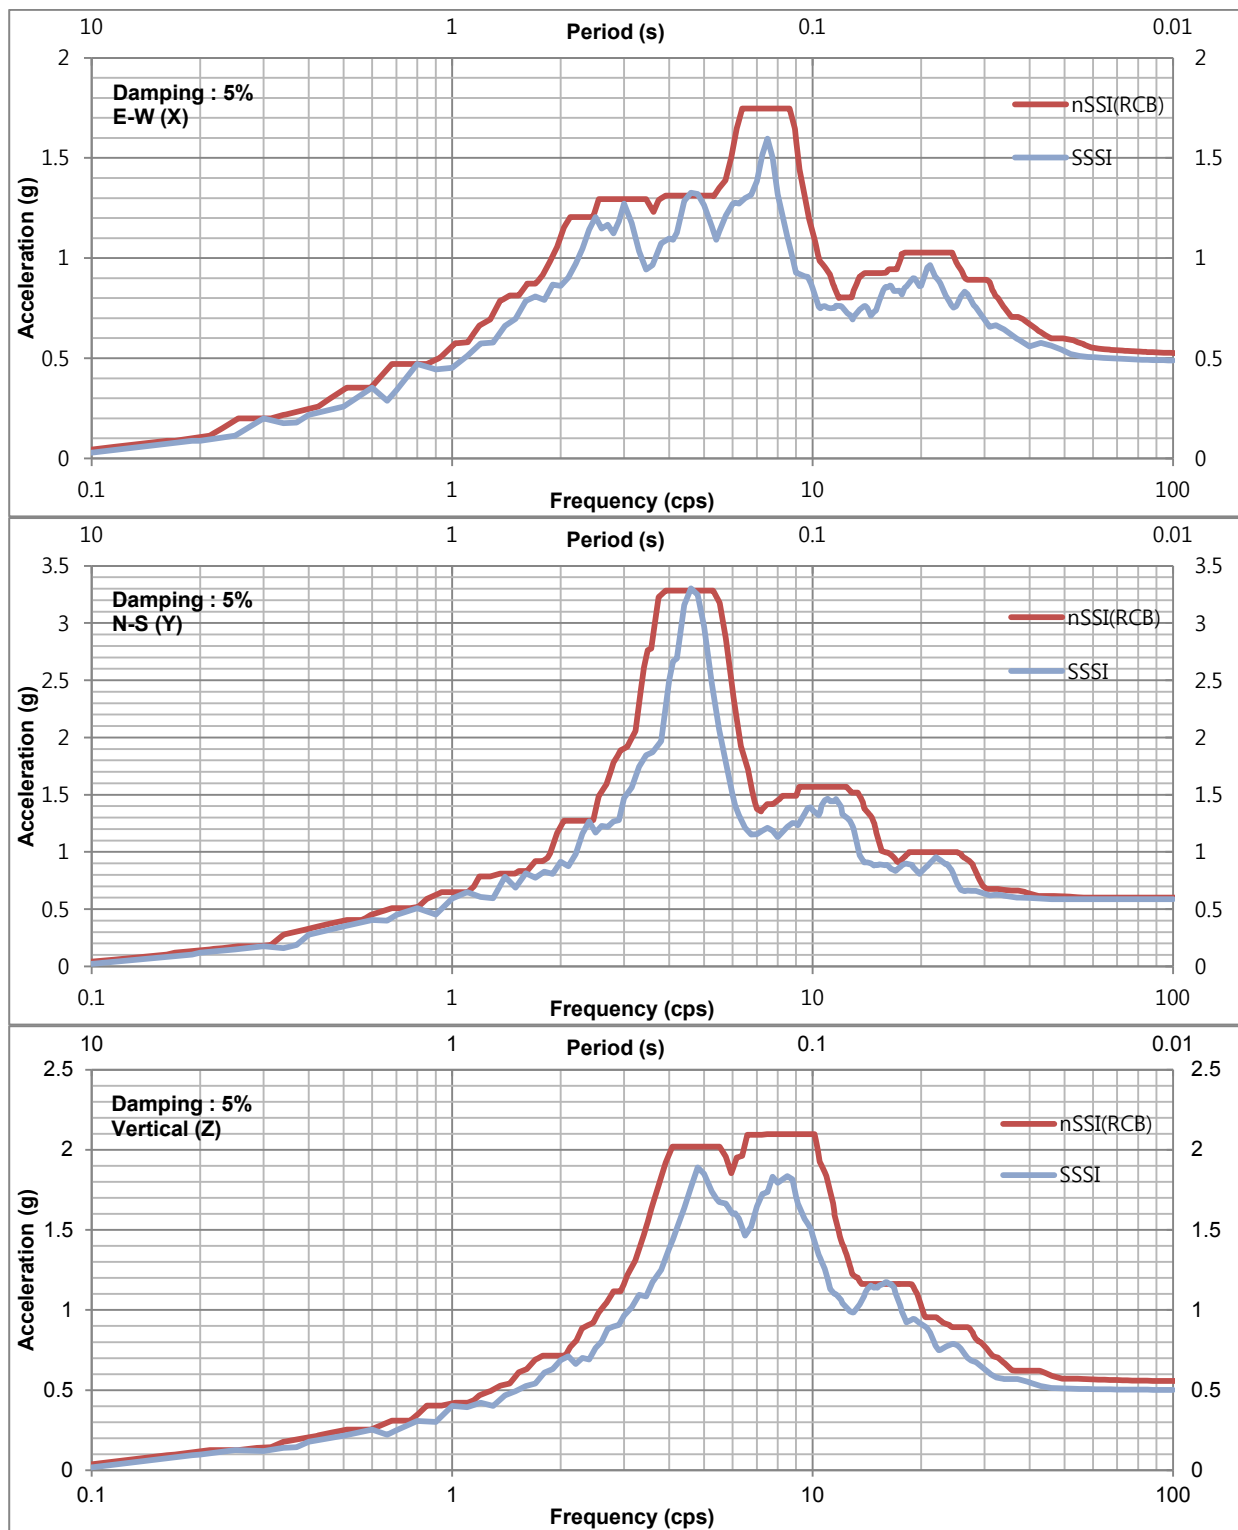 10 1 Period (s) 0.1 0.01
2 2
Damping : 5%
E-W (X)
nSSI(RCB)
1.5 SSSI 1.5
Acceleration (g)
1 1
0.5 0.5
0 0
0.1 1 Frequency (cps) 10 100
10 1 Period (s) 0.1 0.01
3.5 3.5
Damping : 5%
N-S (Y)
3 nSSI(RCB) 3
2.5 SSSI 2.5
Acceleration (g)
2 2
1.5 1.5
1 1
0.5 0.5
0 0
0.1 1 Frequency (cps) 10 100
10 1 Period (s) 0.1 0.01
2.5 2.5
Damping : 5%
Vertical (Z)
nSSI(RCB)
2 2
SSSI
Acceleration (g)
1.5 1.5
1 1
0.5 0.5
0 0
0.1 1 Frequency (cps) 10 100